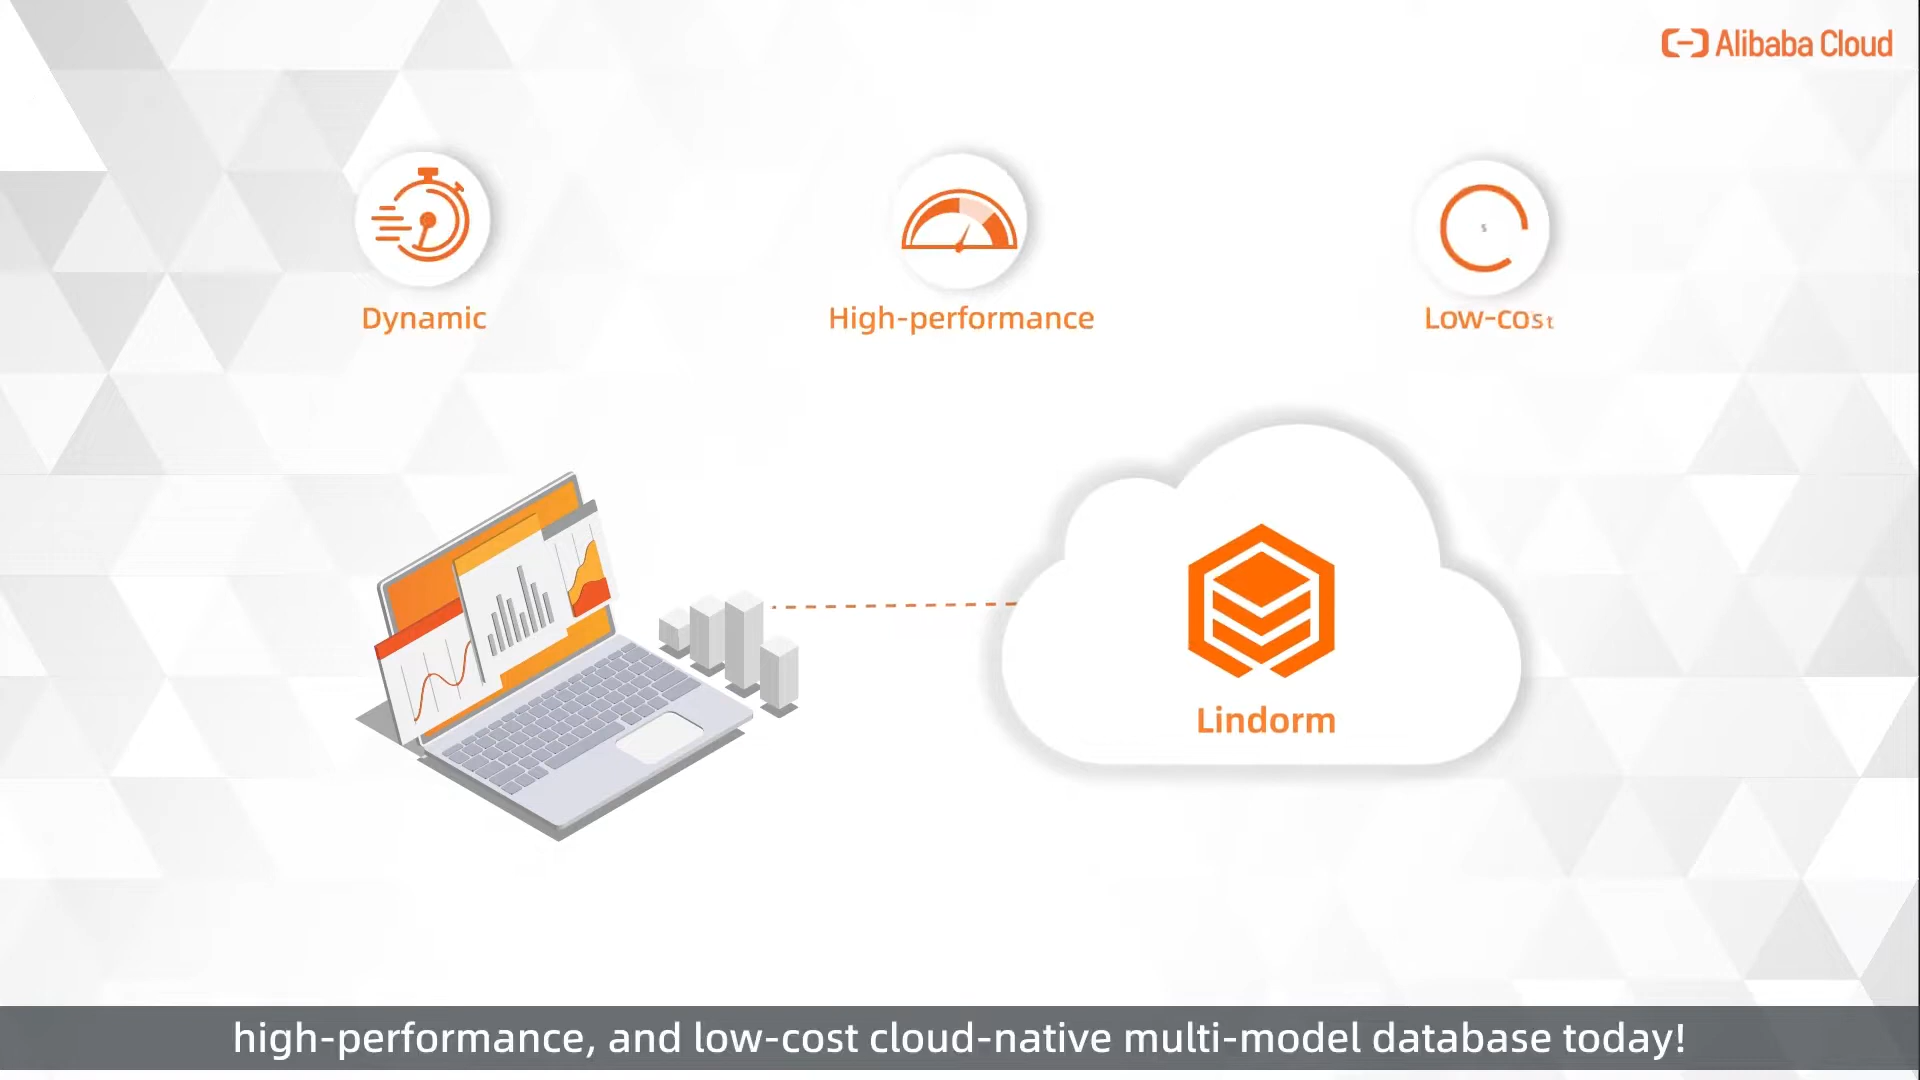 Alibaba Cloud
Dynamic
High-performance
Low-cost
Lindorm
high-performance, and low-cost cloud-native multi-model database today!